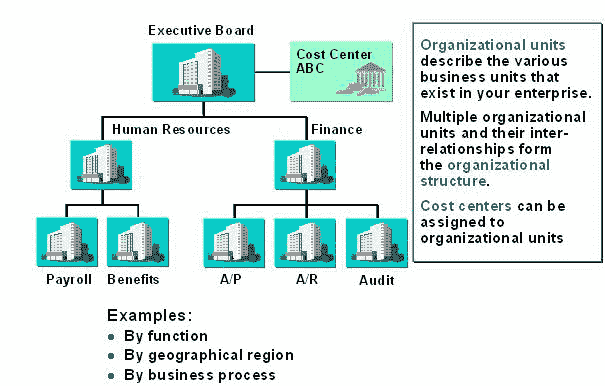 Executive Board
Cost Center
ABC
Human Resources
Finance
Payroll
Benefits
A/P
A/R
Audit
Organizational units
describe the various
business units that
exist in your enterprise.
Multiple organizational
units and their inter-
relationships form
the organizational
structure.
Cost centers can be
assigned to
organizational units
Examples:
• By function
• By geographical region
• By business process